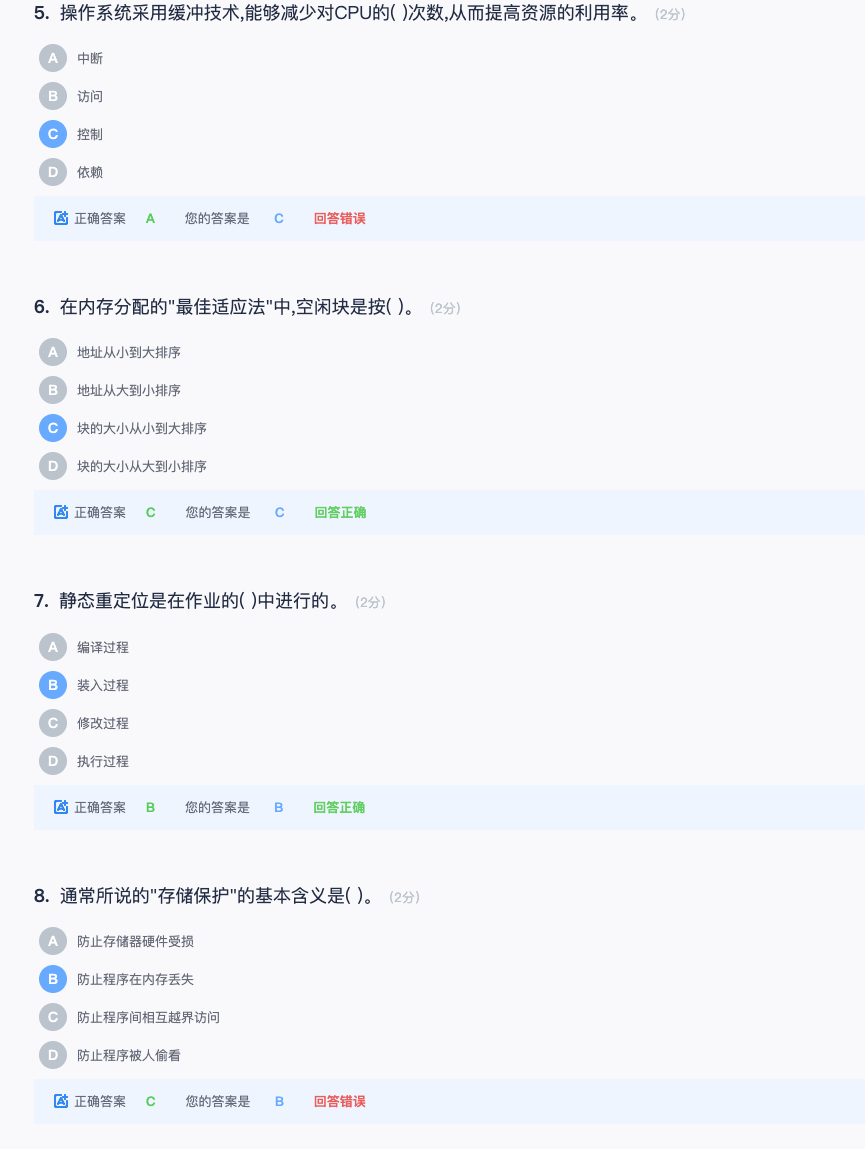 5. 操作系统采用缓冲技术,能够减少对CPU的( )次数,从而提高资源的利用率。 (2分)
A 中断
B 访问
C 控制
D 依赖
正确答案 A 您的答案是 C 回答错误
6. 在内存分配的"最佳适应法"中,空闲块是按( )。 (2分)
A 地址从小到大排序
B 地址从大到小排序
C 块的大小从小到大排序
D 块的大小从大到小排序
正确答案 C 您的答案是 C 回答正确
7. 静态重定位是在作业的( )中进行的。 (2分)
A 编译过程
B 装入过程
C 修改过程
D 执行过程
正确答案 B 您的答案是 B 回答正确
8. 通常所说的"存储保护"的基本含义是( )。 (2分)
A 防止存储器硬件受损
B 防止程序在内存丢失
C 防止程序间相互越界访问
D 防止程序被人偷看
正确答案 C 您的答案是 B 回答错误